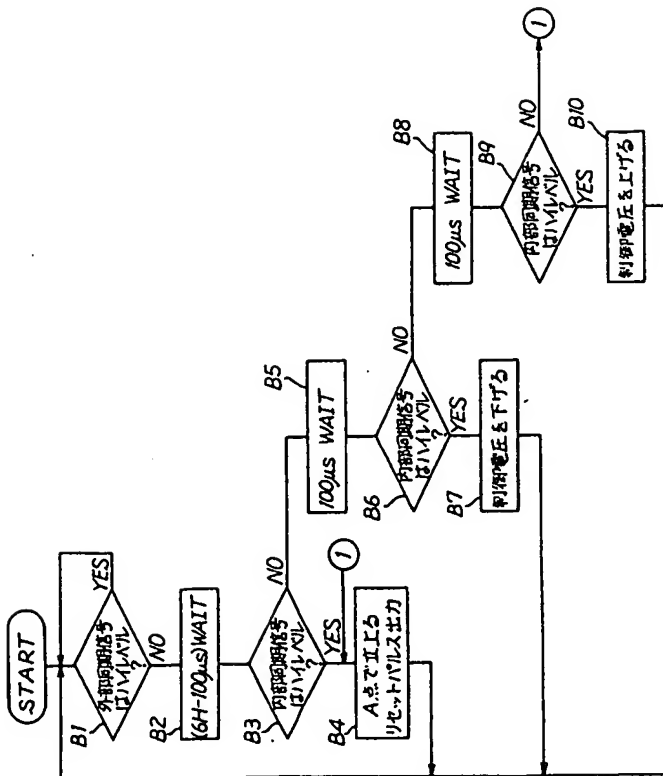 START
B1
外部同期信号
はハイレベル
?
YES
NO
B2
(6H-100μs)WAIT
B3
内部同期信号
はハイレベル
?
NO
YES
1
B4
A点で立上る
リセットパルス出力
B5
100μs WAIT
B6
内部同期信号
はハイレベル
?
NO
YES
B7
制御電圧を下げる
B8
100μs WAIT
B9
内部同期信号
はハイレベル
?
NO
1
YES
B10
制御電圧を上げる